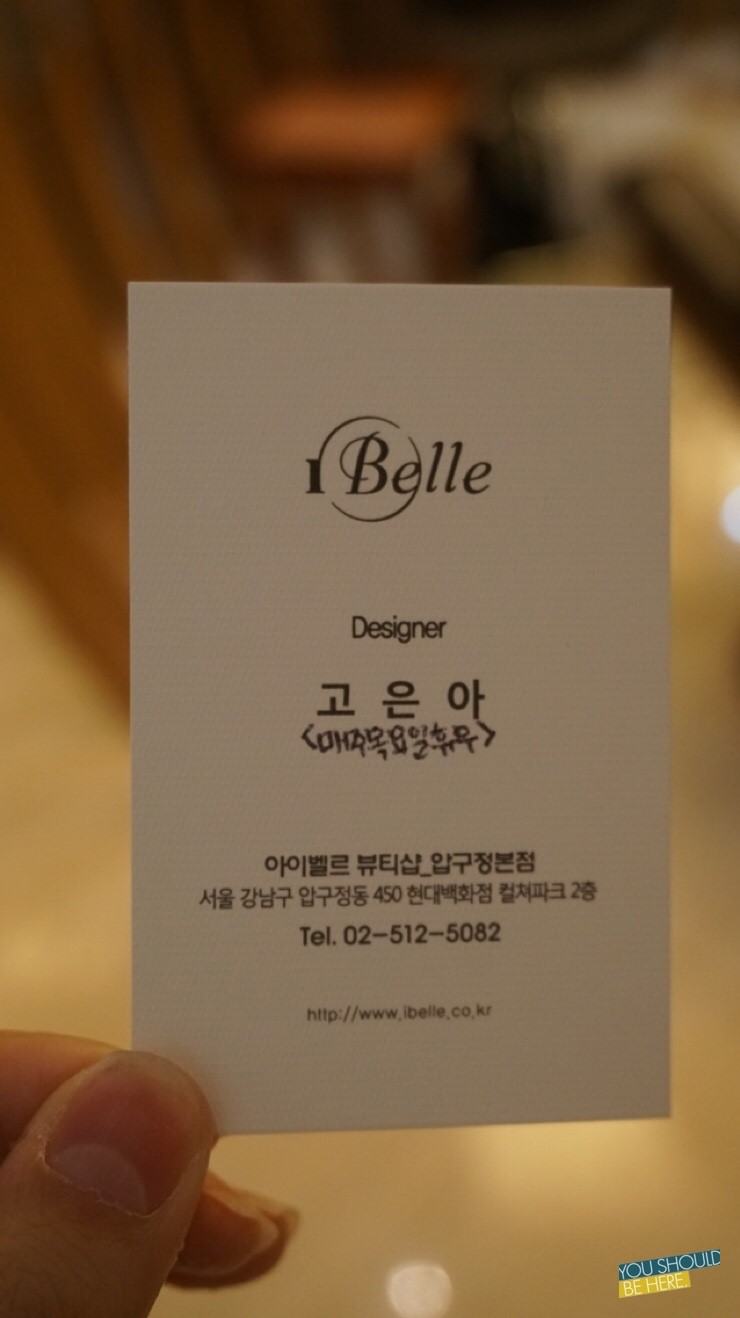 I Belle
Designer
고 은 아
<매주목요일휴무>
아이벨르 뷰티샵_압구정본점
서울 강남구 압구정동 450 현대백화점 컬쳐파크 2층
Tel. 02-512-5082
http://www.ibelle.co.kr
YOU SHOULD
BE HERE.